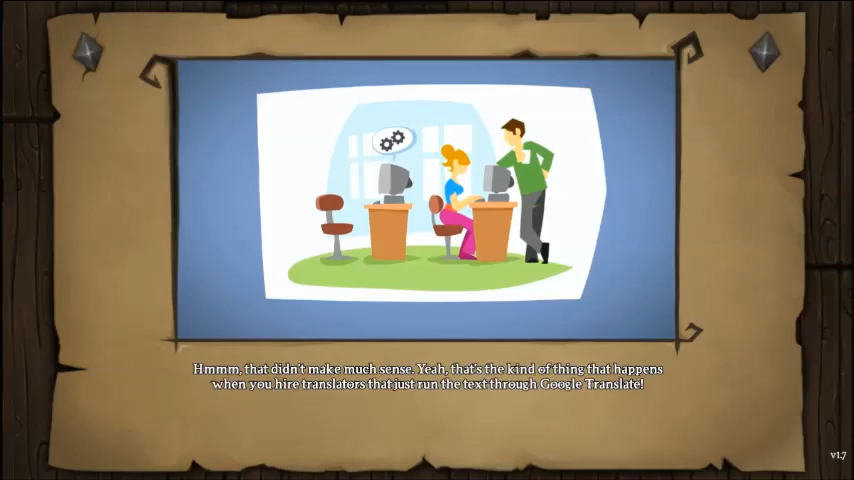 Hmmm, that didn't make much sense. Yeah, that's the kind of thing that happens
when you hire translators that just run the text through Google Translate!
v1.7